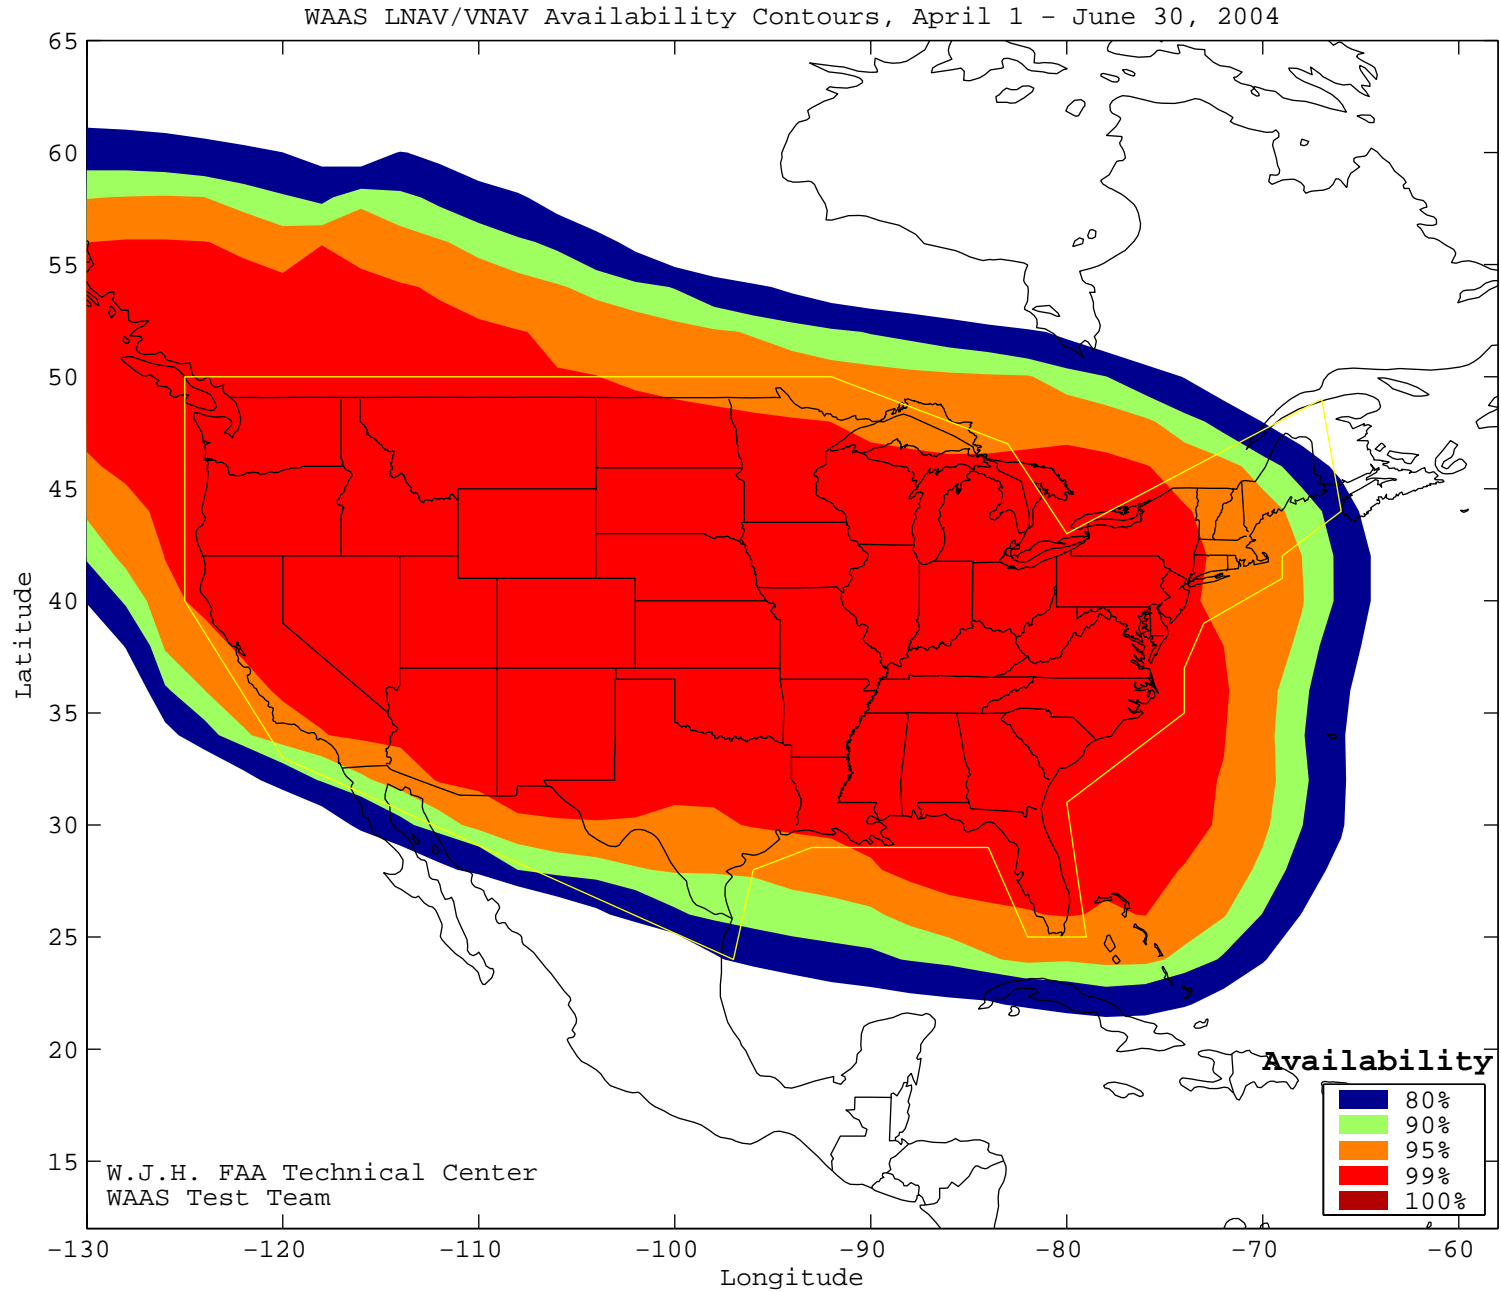 WAAS LNAV/VNAV Availability Contours, April 1 – June 30, 2004
65
60
55
50
45
40
35
30
25
20
15
Latitude
Availability
80%
90%
95%
99%
100%
W.J.H. FAA Technical Center
WAAS Test Team
−130 −120 −110 −100 −90 −80 −70 −60
Longitude